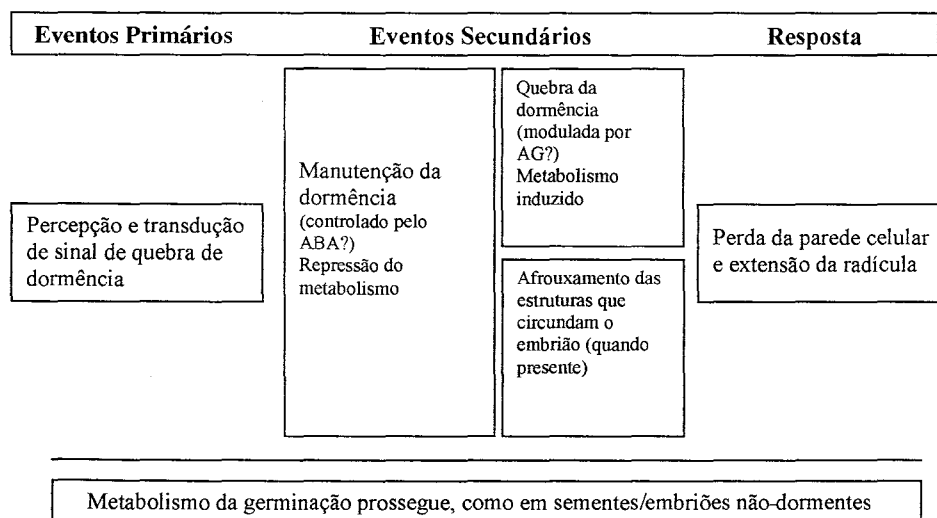 Eventos Primários Eventos Secundários Resposta
Percepção e transdução
de sinal de quebra de
dormência
Manutenção da
dormência
(controlado pelo
ABA?)
Repressão do
metabolismo
Quebra da
dormência
(modulada por
AG?)
Metabolismo
induzido
Afrouxamento das
estruturas que
circundam o
embrião (quando
presente)
Perda da parede celular
e extensão da radícula
Metabolismo da germinação prossegue, como em sementes/embriões não-dormentes